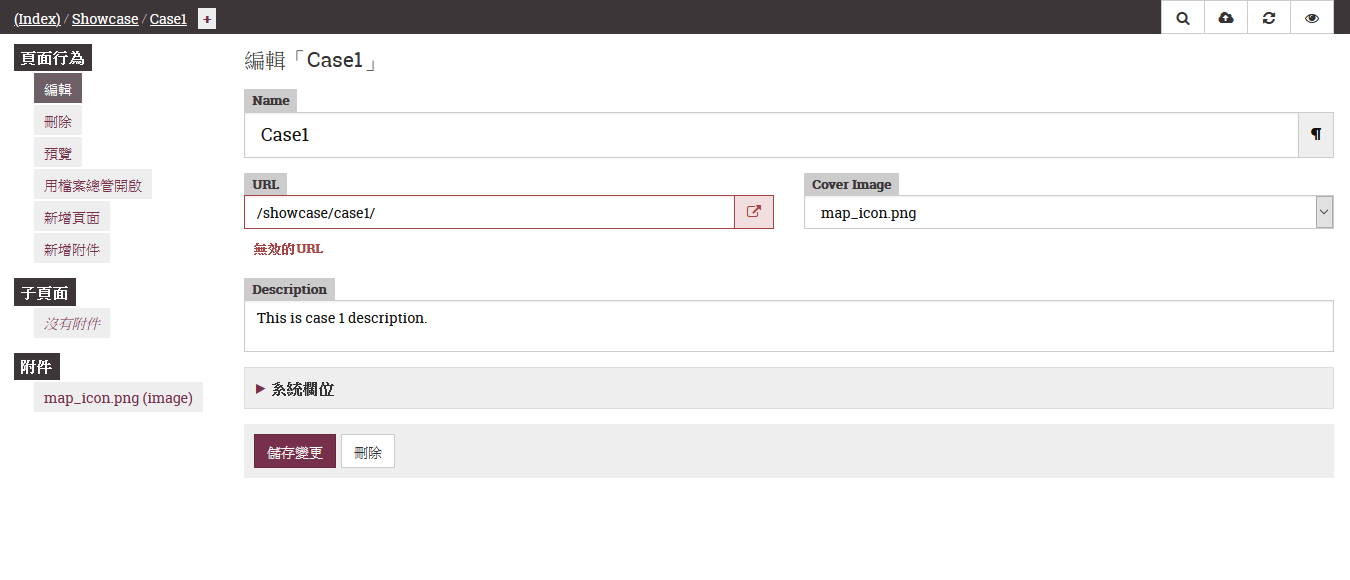 (Index) / Showcase / Case1 +
頁面行為
編輯
刪除
預覽
用檔案總管開啟
新增頁面
新增附件
子頁面
沒有附件
附件
map_icon.png (image)
編輯「Case1」
Name
Case1 ¶
URL
/showcase/case1/
無效的URL
Cover Image
map_icon.png
Description
This is case 1 description.
系統欄位
儲存變更 刪除